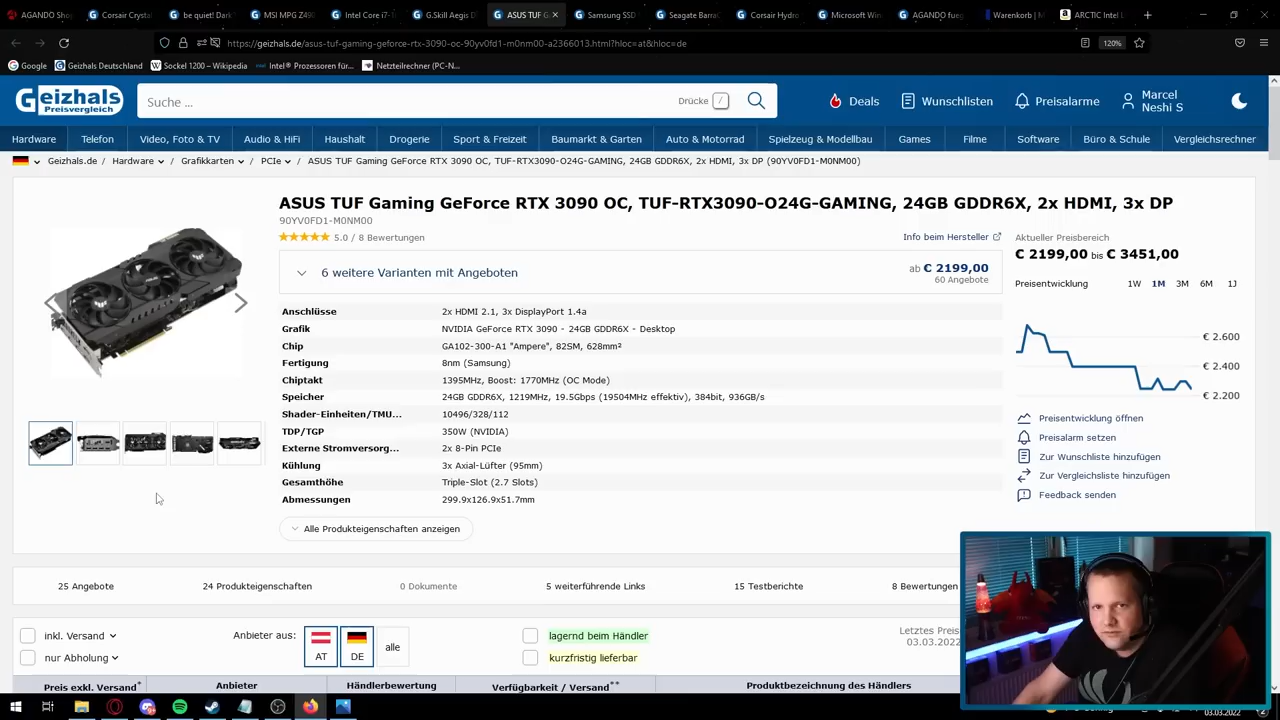 AGANDO Sho
Corsair Crystal
be quiet! Dark
MSI MPG Z490
Intel Core i7-
G.Skill Aegis D
ASUS TUF G
Samsung SSD
Seagate Barra
Corsair Hydro
Microsoft Win
AGANDO fueg
Warenkorb | M
ARCTIC Intel L
https://geizhals.de/asus-tuf-gaming-geforce-rtx-3090-oc-90yv0fd1-m0nm00-a2366013.html?hloc=at&hloc=de
120%
Google
Geizhals Deutschland
Sockel 1200 – Wikipedia
Intel® Prozessoren für...
Netzteilrechner (PC-N...
Geizhals
Preisvergleich
Suche ...
Drücke /
Deals
Wunschlisten
Preisalarme
Marcel
Neshi S
Hardware
Telefon
Video, Foto & TV
Audio & HiFi
Haushalt
Drogerie
Sport & Freizeit
Baumarkt & Garten
Auto & Motorrad
Spielzeug & Modellbau
Games
Filme
Software
Büro & Schule
Vergleichsrechner
Geizhals.de / Hardware / Grafikkarten / PCIe / ASUS TUF Gaming GeForce RTX 3090 OC, TUF-RTX3090-O24G-GAMING, 24GB GDDR6X, 2x HDMI, 3x DP (90YV0FD1-M0NM00)
ASUS TUF Gaming GeForce RTX 3090 OC, TUF-RTX3090-O24G-GAMING, 24GB GDDR6X, 2x HDMI, 3x DP
90YV0FD1-M0NM00
5.0 / 8 Bewertungen
Info beim Hersteller
6 weitere Varianten mit Angeboten
ab € 2199,00
60 Angebote
Anschlüsse 2x HDMI 2.1, 3x DisplayPort 1.4a
Grafik NVIDIA GeForce RTX 3090 - 24GB GDDR6X - Desktop
Chip GA102-300-A1 "Ampere", 82SM, 628mm²
Fertigung 8nm (Samsung)
Chiptakt 1395MHz, Boost: 1770MHz (OC Mode)
Speicher 24GB GDDR6X, 1219MHz, 19.5Gbps (19504MHz effektiv), 384bit, 936GB/s
Shader-Einheiten/TMU... 10496/328/112
TDP/TGP 350W (NVIDIA)
Externe Stromversorg... 2x 8-Pin PCIe
Kühlung 3x Axial-Lüfter (95mm)
Gesamthöhe Triple-Slot (2.7 Slots)
Abmessungen 299.9x126.9x51.7mm
Alle Produkteigenschaften anzeigen
Aktueller Preisbereich
€ 2199,00 bis € 3451,00
Preisentwicklung
1W
1M
3M
6M
1J
€ 2.600
€ 2.400
€ 2.200
Preisentwicklung öffnen
Preisalarm setzen
Zur Wunschliste hinzufügen
Zur Vergleichsliste hinzufügen
Feedback senden
25 Angebote
24 Produkteigenschaften
0 Dokumente
5 weiterführende Links
15 Testberichte
8 Bewertungen
inkl. Versand
nur Abholung
Anbieter aus:
AT
DE
alle
lagernd beim Händler
kurzfristig lieferbar
Letztes Preis
03.03.2022
Preis exkl. Versand*
Anbieter
Händlerbewertung
Verfügbarkeit / Versand**
Produktbezeichnung des Händlers
03.03.2022